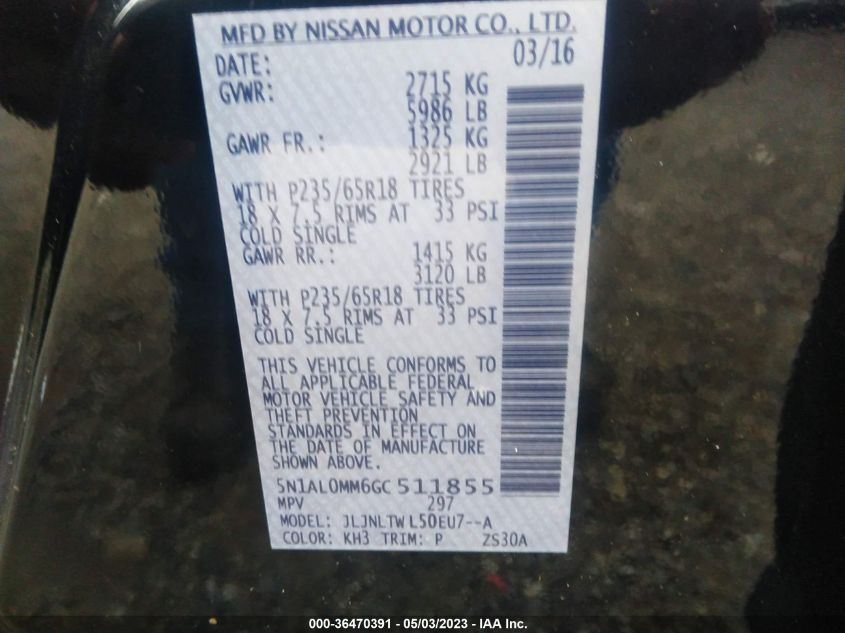 MFD BY NISSAN MOTOR CO., LTD.
DATE: 03/16
GVWR: 2715 KG
5986 LB
GAWR FR.: 1325 KG
2921 LB
WITH P235/65R18 TIRES
18 X 7.5 RIMS AT 33 PSI
COLD SINGLE
GAWR RR.: 1415 KG
3120 LB
WITH P235/65R18 TIRES
18 X 7.5 RIMS AT 33 PSI
COLD SINGLE
THIS VEHICLE CONFORMS TO
ALL APPLICABLE FEDERAL
MOTOR VEHICLE SAFETY AND
THEFT PREVENTION
STANDARDS IN EFFECT ON
THE DATE OF MANUFACTURE
SHOWN ABOVE.
5N1AL0MM6GC511855
MPV 297
MODEL: JLJNLTWL50EU7--A
COLOR: KH3 TRIM: P ZS30A
000-36470391 - 05/03/2023 - IAA Inc.